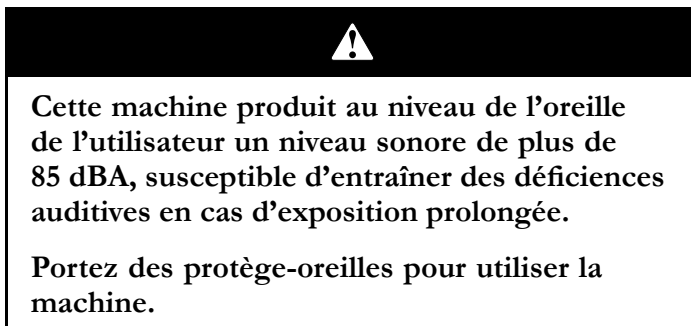 Cette machine produit au niveau de l’oreille
de l’utilisateur un niveau sonore de plus de
85 dBA, susceptible d’entraîner des déficiences
auditives en cas d’exposition prolongée.
Portez des protège-oreilles pour utiliser la
machine.